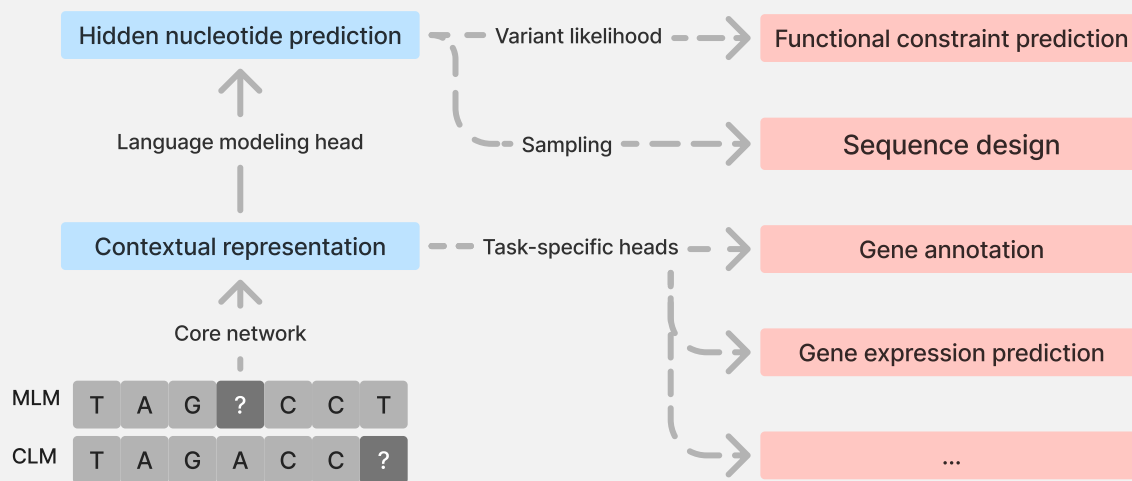 Hidden nucleotide prediction
Variant likelihood
Functional constraint prediction
Language modeling head
Sampling
Sequence design
Contextual representation
Task-specific heads
Gene annotation
Core network
Gene expression prediction
MLM T A G ? C C T
CLM T A G A C C ?
...